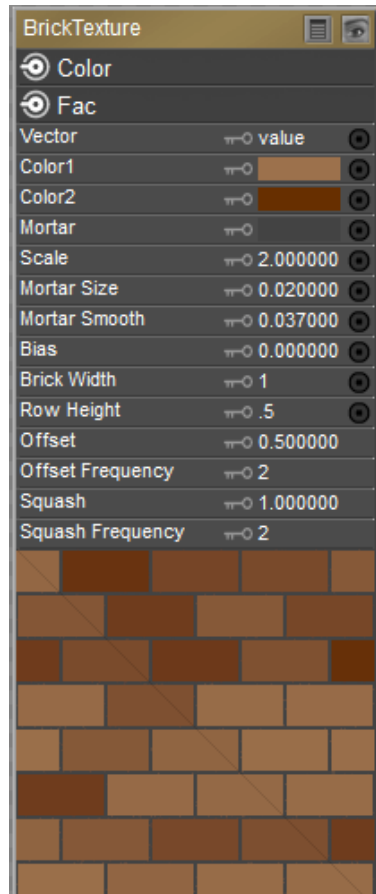 BrickTexture
Color
Fac
Vector value
Color1
Color2
Mortar
Scale 2.000000
Mortar Size 0.020000
Mortar Smooth 0.037000
Bias 0.000000
Brick Width 1
Row Height .5
Offset 0.500000
Offset Frequency 2
Squash 1.000000
Squash Frequency 2